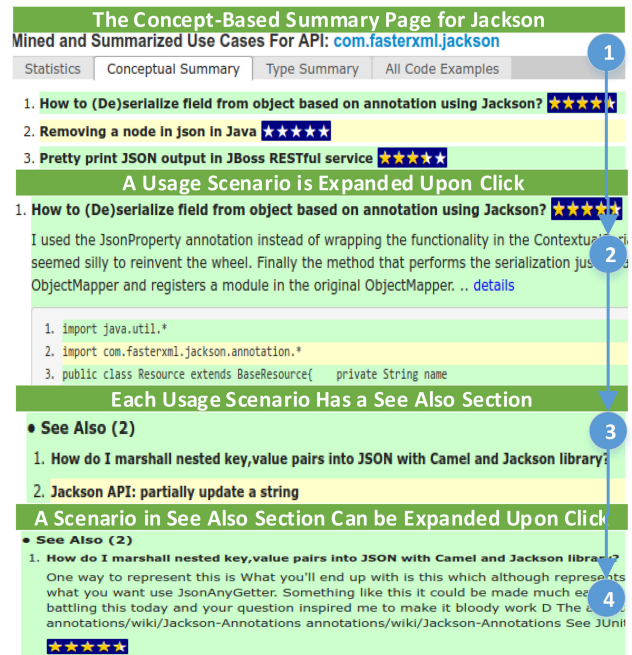 The Concept-Based Summary Page for Jackson
Mined and Summarized Use Cases For API: com.fasterxml.jackson
1
Statistics Conceptual Summary Type Summary All Code Examples
1. How to (De)serialize field from object based on annotation using Jackson?
2. Removing a node in json in Java
3. Pretty print JSON output in JBoss RESTful service
A Usage Scenario is Expanded Upon Click
1. How to (De)serialize field from object based on annotation using Jackson?
I used the JsonProperty annotation instead of wrapping the functionality in the
seemed silly to reinvent the wheel. Finally the method that performs the serialization
2
ObjectMapper and registers a module in the original ObjectMapper. .. details
1. import java.util.*
2. import com.fasterxml.jackson.annotation.*
3. public class Resource extends BaseResource{ private String name
Each Usage Scenario Has a See Also Section
• See Also (2)
3
1. How do I marshall nested key,value pairs into JSON with Camel and Jackson library?
2. Jackson API: partially update a string
A Scenario in See Also Section Can be Expanded Upon Click
• See Also (2)
1. How do I marshall nested key,value pairs into JSON with Camel and Jackson library?
One way to represent this is What you'll end up with is this which although represents
what you want use JsonAnyGetter. Something like this it could be made much
battling this today and your question inspired me to make it bloody work D The
4
annotations/wiki/Jackson-Annotations annotations/wiki/Jackson-Annotations See